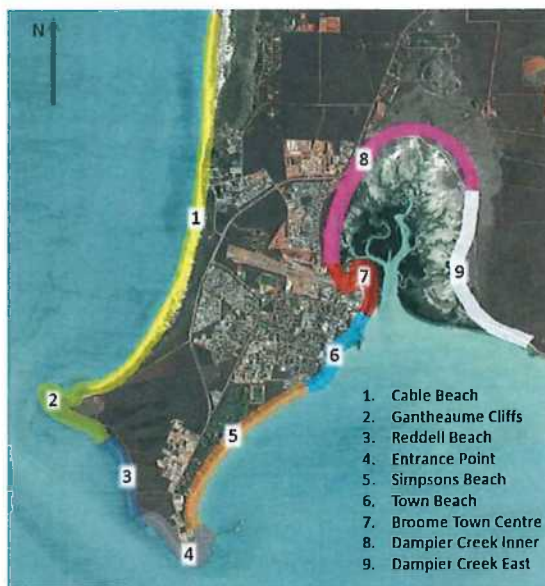 N
1
2
3
4
5
6
7
8
9
1. Cable Beach
2. Gantheaume Cliffs
3. Reddell Beach
4. Entrance Point
5. Simpsons Beach
6. Town Beach
7. Broome Town Centre
8. Dampier Creek Inner
9. Dampier Creek East